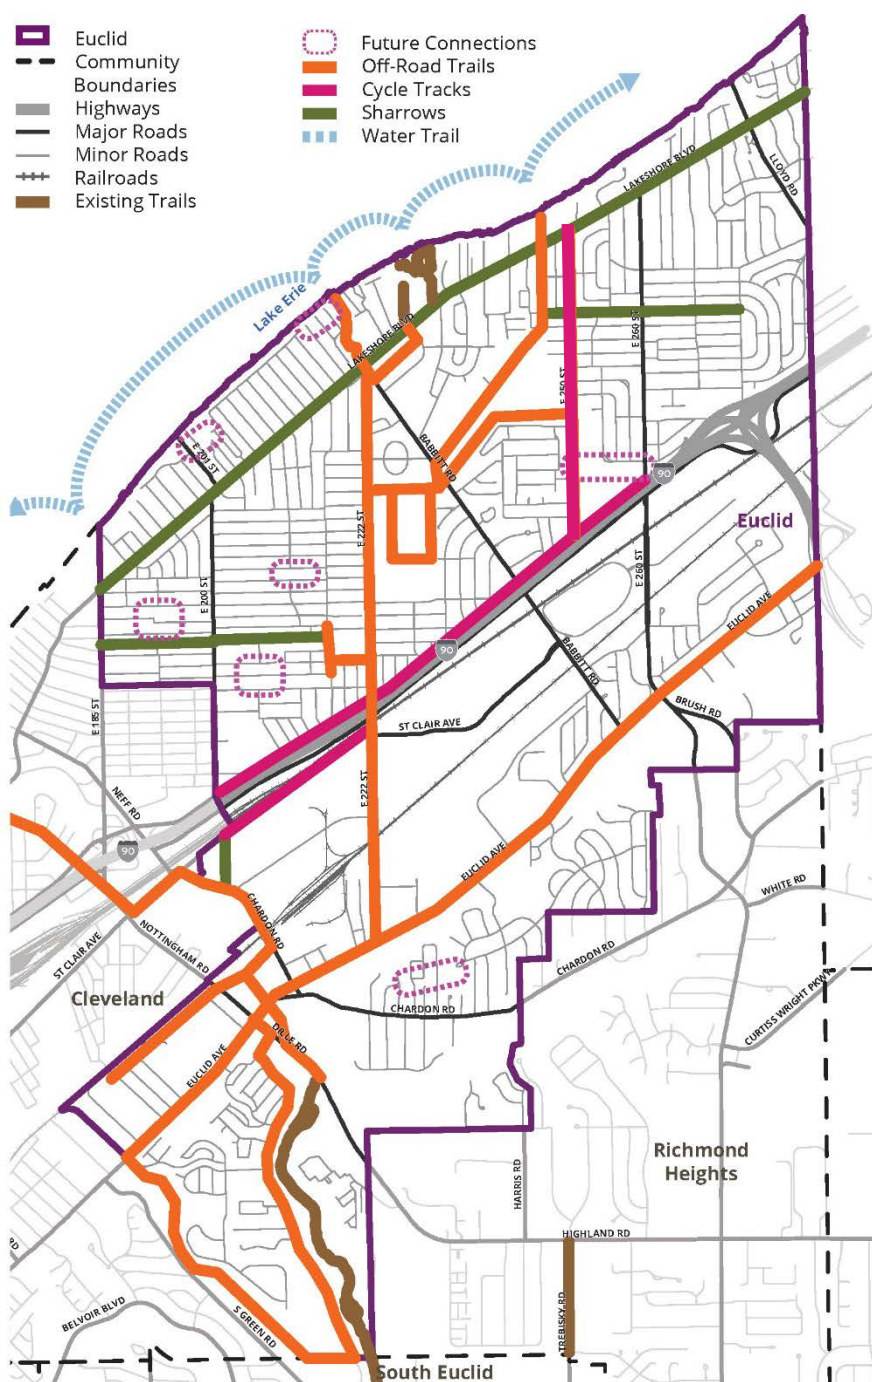 Euclid
Community
Boundaries
Highways
Major Roads
Minor Roads
Railroads
Existing Trails
Future Connections
Off-Road Trails
Cycle Tracks
Sharrows
Water Trail
LAKESHORE BLVD
LLOYD RD
Lake Erie
LAKESHORE BLVD
E 260 ST
E 250 ST
E 201 ST
BABBITT RD
90
Euclid
E 222 ST
E 200 ST
E 260 ST
EUCLID AVE
90
BABBITT RD
E 185 ST
ST CLAIR AVE
BRUSH RD
E 222 ST
NEFF RD
90
EUCLID AVE
WHITE RD
CHARDON RD
NOTTINGHAM RD
ST CLAIR AVE
CHARDON RD
Cleveland
CHARDON RD
CURTISS WRIGHT PKWY
DILLE RD
EUCLID AVE
Richmond
Heights
HARRIS RD
HIGHLAND RD
RD
BELVOIR BLVD
S GREEN RD
TREBISKY RD
South Euclid